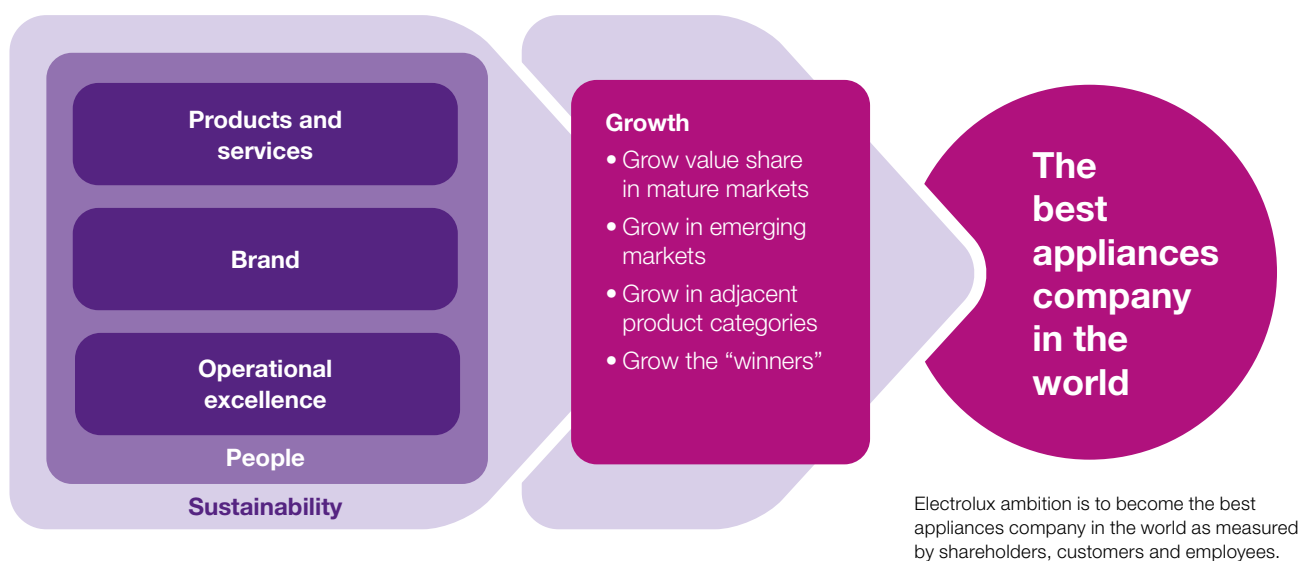 Products and
services
Brand
Operational
excellence
People
Sustainability
Growth
• Grow value share
in mature markets
• Grow in emerging
markets
• Grow in adjacent
product categories
• Grow the “winners”
The
best
appliances
company
in the
world
Electrolux ambition is to become the best
appliances company in the world as measured
by shareholders, customers and employees.